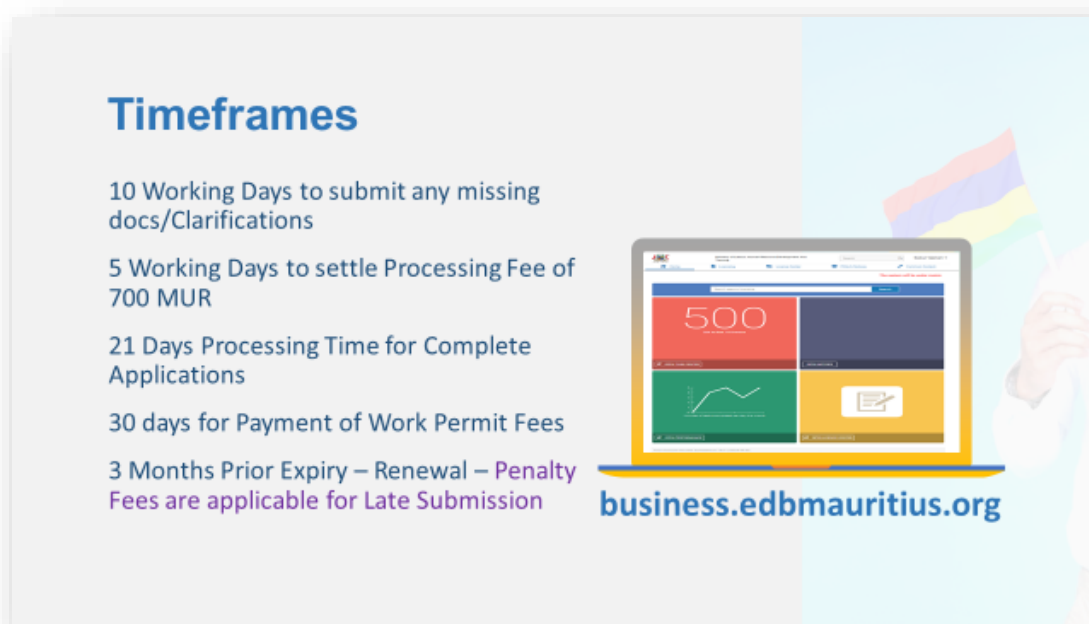 Timeframes
10 Working Days to submit any missing
docs/Clarifications
5 Working Days to settle Processing Fee of
700 MUR
21 Days Processing Time for Complete
Applications
30 days for Payment of Work Permit Fees
3 Months Prior Expiry – Renewal – Penalty
Fees are applicable for Late Submission
500
business.edbmauritius.org